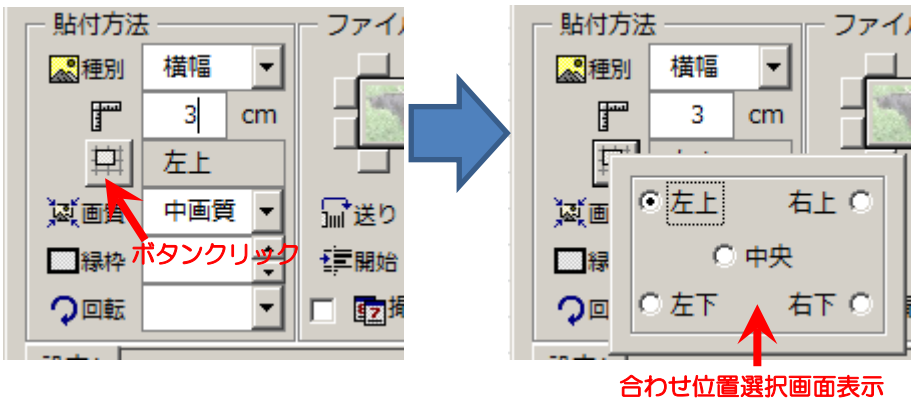 貼付方法
ファイル
種別
横幅
3
cm
左上
画質
中画質
送り
ボタンクリック
縁枠
開始
回転
貼付方法
ファイル
種別
横幅
3
cm
左上
右上
中央
左下
右下
合わせ位置選択画面表示